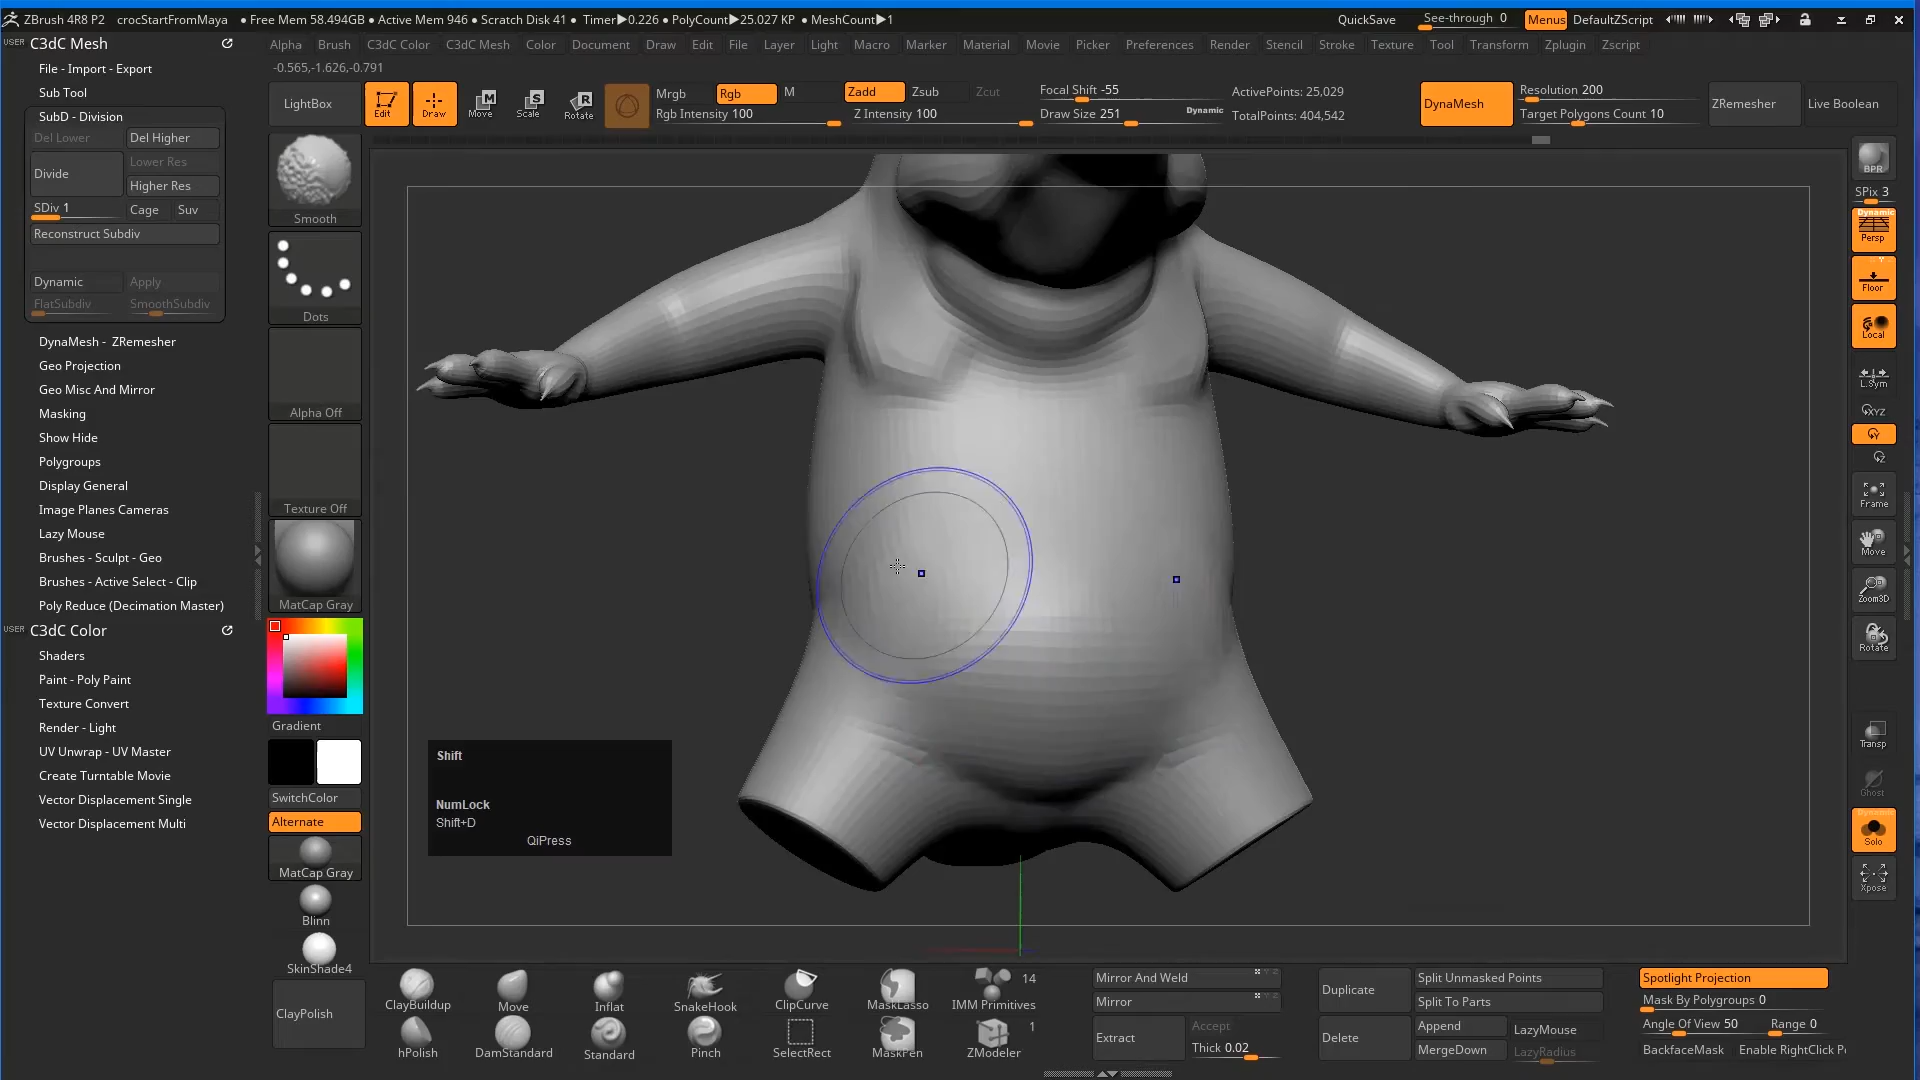 ZBrush 4R8 P2 crocStartFromMaya ● Free Mem 58.494GB ● Active Mem 946 ● Scratch Disk 41 ● Timer▶0.226 ● PolyCount▶25.027 KP ● MeshCount▶1 QuickSave See-through 0 Menus DefaultZScript
USER C3dC Mesh
Alpha Brush C3dC Color C3dC Mesh Color Document Draw Edit File Layer Light Macro Marker Material Movie Picker Preferences Render Stencil Stroke Texture Tool Transform Zplugin Zscript
-0.565,-1.626,-0.791
File - Import - Export
Sub Tool
SubD - Division
Del Lower Del Higher
Divide
Lower Res
Higher Res
SDiv 1 Cage Suv
Reconstruct Subdiv
Dynamic Apply
FlatSubdiv SmoothSubdiv
DynaMesh - ZRemesher
Geo Projection
Geo Misc And Mirror
Masking
Show Hide
Polygroups
Display General
Image Planes Cameras
Lazy Mouse
Brushes - Sculpt - Geo
Brushes - Active Select - Clip
Poly Reduce (Decimation Master)
USER C3dC Color
Shaders
Paint - Poly Paint
Texture Convert
Render - Light
UV Unwrap - UV Master
Create Turntable Movie
Vector Displacement Single
Vector Displacement Multi
LightBox
Edit
Draw
M
Move
S
Scale
R
Rotate
Mrgb Rgb M
Rgb Intensity 100
Zadd Zsub Zcut
Z Intensity 100
Focal Shift -55
Draw Size 251 Dynamic
ActivePoints: 25,029
TotalPoints: 404,542
DynaMesh
Resolution 200
Target Polygons Count 10
ZRemesher
Live Boolean
Smooth
Dots
Alpha Off
Texture Off
MatCap Gray
Gradient
SwitchColor
Alternate
MatCap Gray
Blinn
SkinShade4
ClayPolish
Shift
NumLock
Shift+D
QiPress
BPR
SPix 3
Dynamic
Persp
Floor
Local
L.Sym
XYZ
Y
Z
Frame
Move
Zoom3D
Rotate
Transp
Ghost
Dynamic
Solo
Xpose
ClayBuildup Move Inflat SnakeHook ClipCurve MaskLasso 14 IMM Primitives
hPolish DamStandard Standard Pinch SelectRect MaskPen 1 ZModeler
Mirror And Weld
Mirror
Extract
Accept
Thick 0.02
Duplicate
Delete
Split Unmasked Points
Split To Parts
Append
MergeDown
LazyMouse
LazyRadius
Spotlight Projection
Mask By Polygroups 0
Angle Of View 50 Range 0
BackfaceMask Enable RightClick